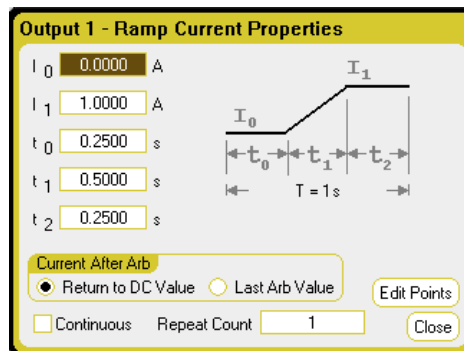 Output 1 - Ramp Current Properties
I 0 0.0000 A
I 1 1.0000 A
t 0 0.2500 s
t 1 0.5000 s
t 2 0.2500 s
I0
I1
t0 t1 t2
T = 1s
Current After Arb
Return to DC Value Last Arb Value
Edit Points
Continuous Repeat Count 1
Close